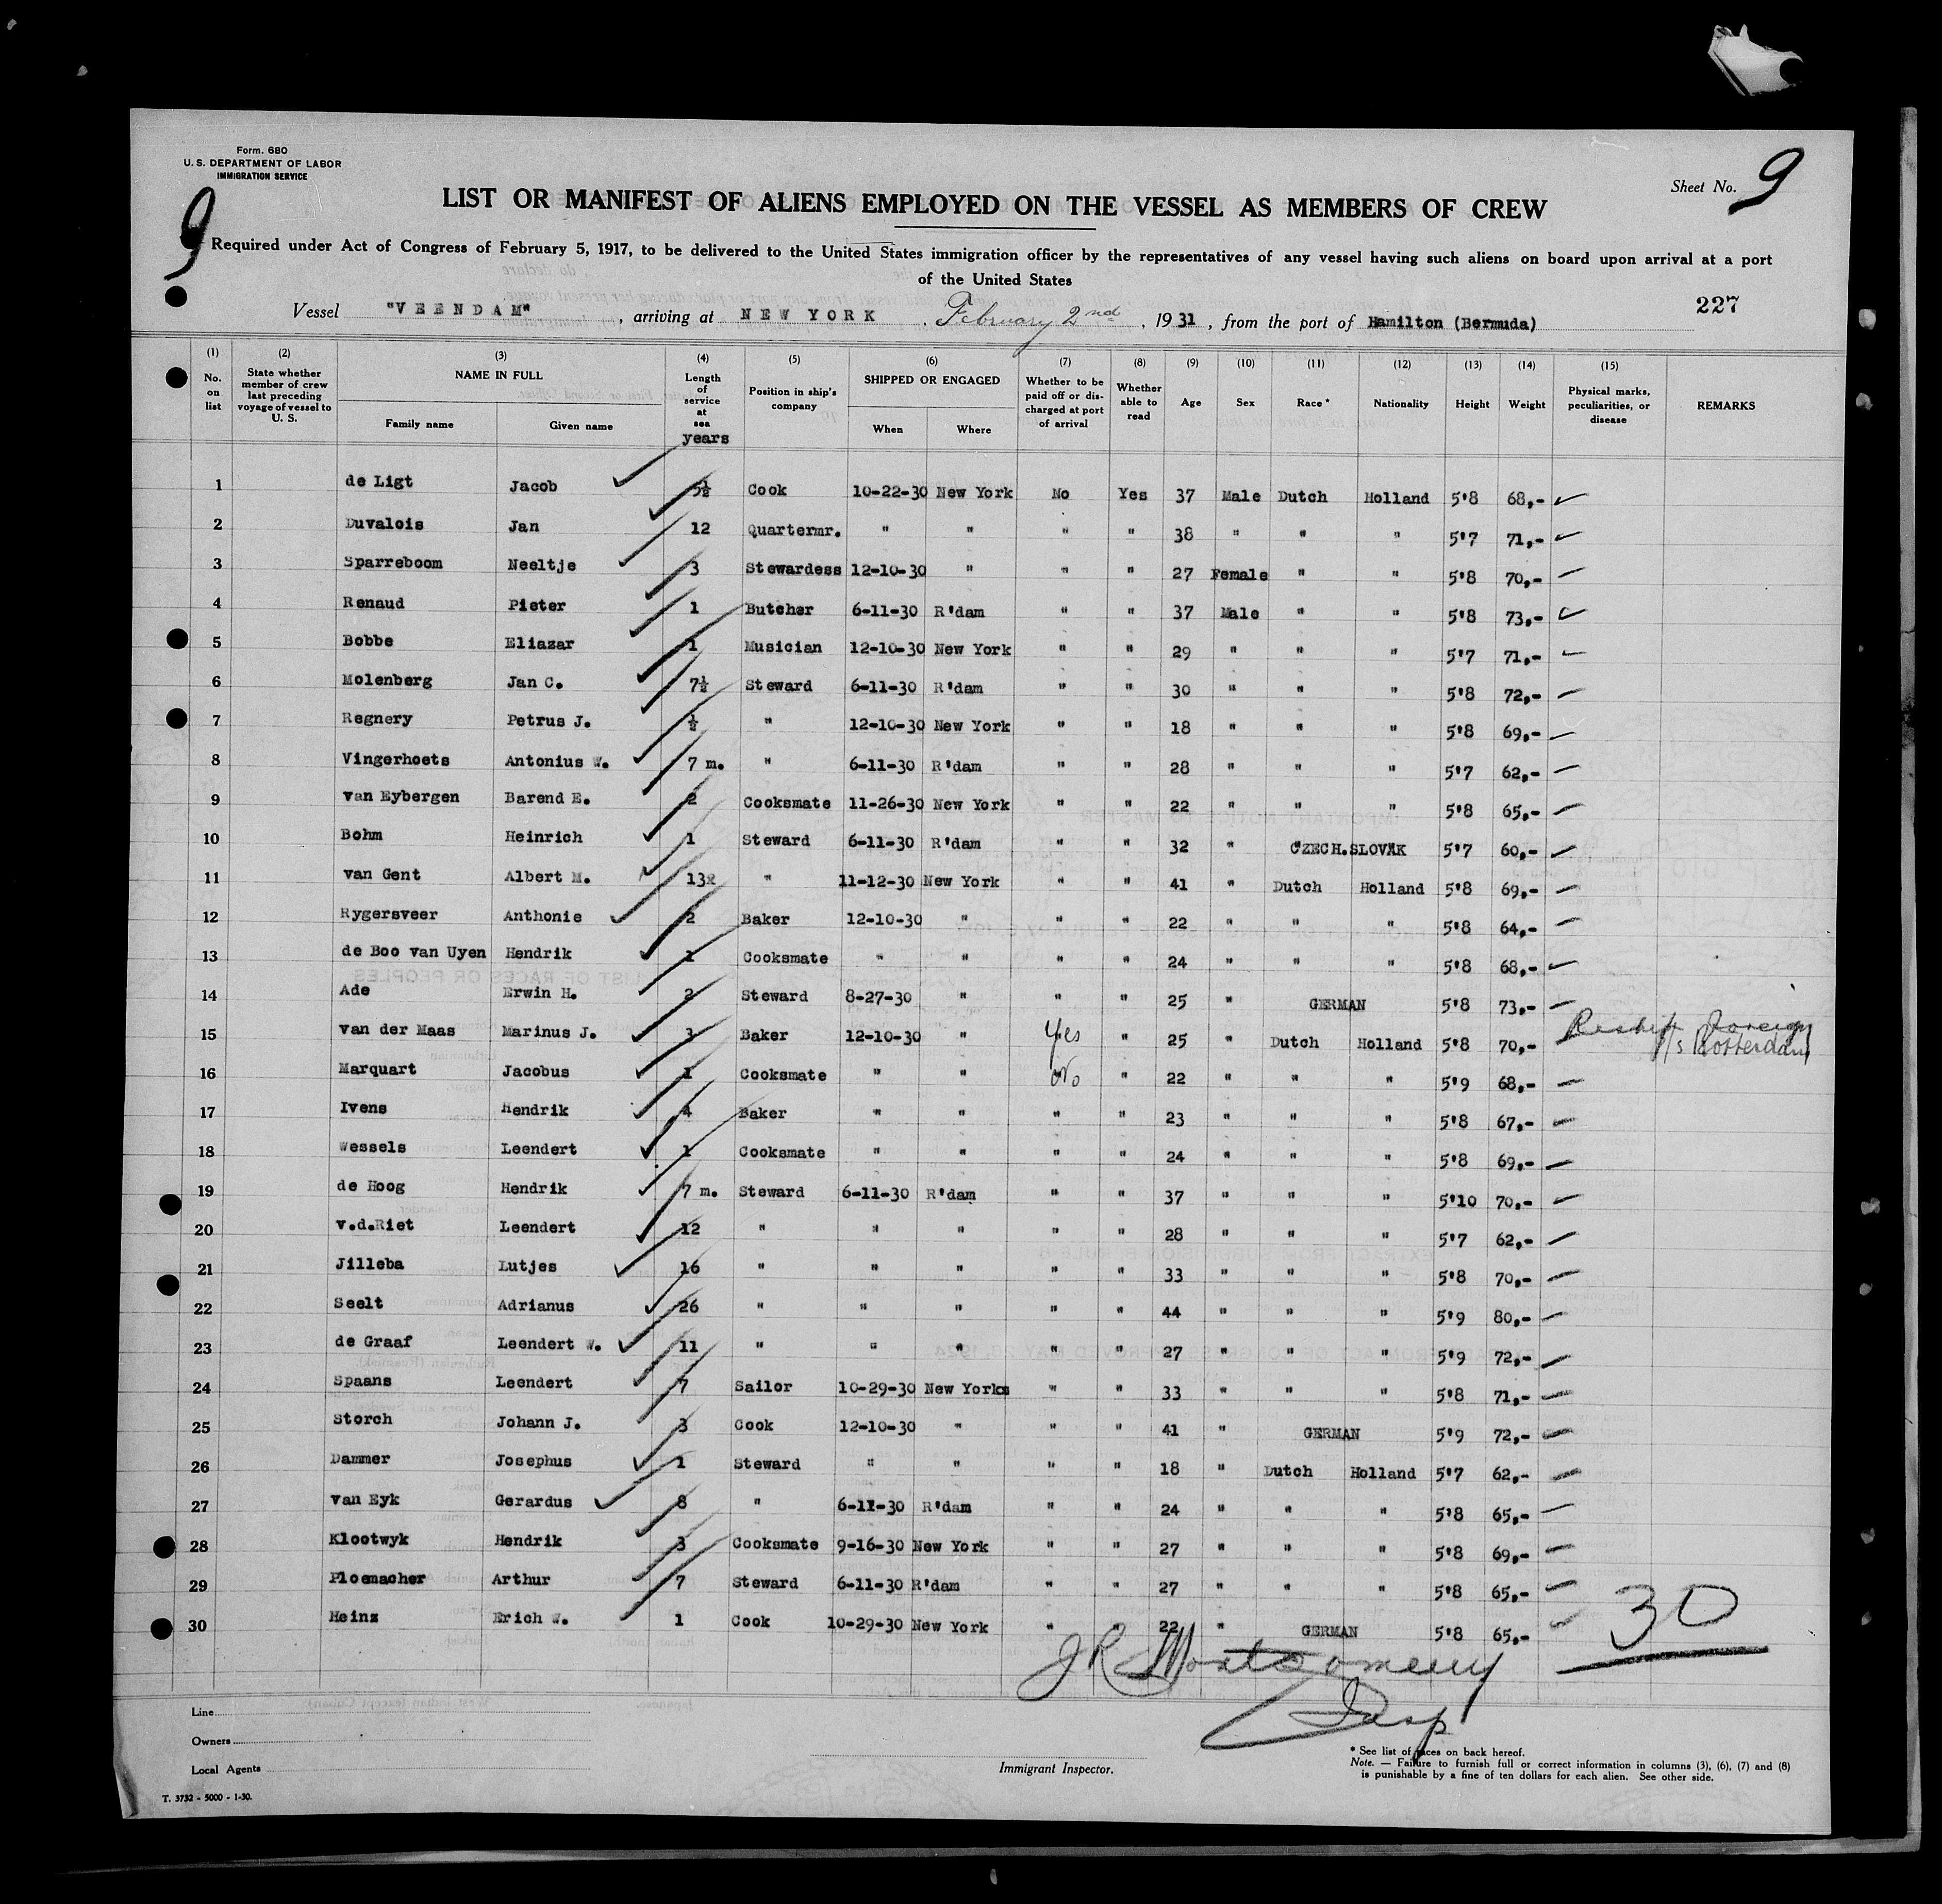 Form. 680
U. S. DEPARTMENT OF LABOR
IMMIGRATION SERVICE
9
Sheet No. 9
LIST OR MANIFEST OF ALIENS EMPLOYED ON THE VESSEL AS MEMBERS OF CREW
Required under Act of Congress of February 5, 1917, to be delivered to the United States immigration officer by the representatives of any vessel having such aliens on board upon arrival at a port
of the United States
227
Vessel "VEENDAM", arriving at NEW YORK, February 2nd, 1931, from the port of Hamilton (Bermuda)
(1) (2) (3) (4) (5) (6) (7) (8) (9) (10) (11) (12) (13) (14) (15)
No. on list | State whether member of crew last preceding voyage of vessel to U. S. | NAME IN FULL | Length of service at sea | Position in ship's company | SHIPPED OR ENGAGED | Whether to be paid off or discharged at port of arrival | Whether able to read | Age | Sex | Race * | Nationality | Height | Weight | Physical marks, peculiarities, or disease | REMARKS
Family name | Given name | years | When | Where
1 de Ligt Jacob 5½ Cook 10-22-30 New York No Yes 37 Male Dutch Holland 5'8 68,-
2 Duvalois Jan 12 Quartermr. " " " " 38 " " " 5'7 71,-
3 Sparreboom Neeltje 3 Stewardess 12-10-30 " " " 27 Female " " 5'8 70,-
4 Renaud Pieter 1 Butcher 6-11-30 R'dam " " 37 Male " " 5'8 73,-
5 Bobbe Eliazar 1 Musician 12-10-30 New York " " 29 " " " 5'7 71,-
6 Molenberg Jan C. 7½ Steward 6-11-30 R'dam " " 30 " " " 5'8 72,-
7 Regnery Petrus J. ½ " 12-10-30 New York " " 18 " " " 5'8 69,-
8 Vingerhoets Antonius W. 7 m. " 6-11-30 R'dam " " 28 " " " 5'7 62,-
9 van Eybergen Barend E. 2 Cooksmate 11-26-30 New York " " 22 " " " 5'8 65,-
10 Bohm Heinrich 1 Steward 6-11-30 R'dam " " 32 " CZECH.SLOVAK 5'7 60,-
11 van Gent Albert M. 13 " 11-12-30 New York " " 41 " Dutch Holland 5'8 69,-
12 Rygersveer Anthonie 2 Baker 12-10-30 " " " 22 " " " 5'8 64,-
13 de Boo van Uyen Hendrik 1 Cooksmate " " " " 24 " " " 5'8 68,-
14 Ade Erwin H. 2 Steward 8-27-30 " " " 25 " GERMAN 5'8 73,-
15 van der Maas Marinus J. 3 Baker 12-10-30 " Yes " 25 " Dutch Holland 5'8 70,- Reship foreign
s/s Rotterdam
16 Marquart Jacobus 1 Cooksmate " " No " 22 " " " 5'9 68,-
17 Ivens Hendrik 4 Baker " " " " 23 " " " 5'8 67,-
18 Wessels Leendert 1 Cooksmate " " " " 24 " " " 5'8 69,-
19 de Hoog Hendrik 7 m. Steward 6-11-30 R'dam " " 37 " " " 5'10 70,-
20 v.d.Riet Leendert 12 " " " " " 28 " " " 5'7 62,-
21 Jilleba Lutjes 16 " " " " " 33 " " " 5'8 70,-
22 Seelt Adrianus 26 " " " " " 44 " " " 5'9 80,-
23 de Graaf Leendert W. 11 " " " " " 27 " " " 5'9 72,-
24 Spaans Leendert 7 Sailor 10-29-30 New York " " 33 " " " 5'8 71,-
25 Storch Johann J. 3 Cook 12-10-30 " " " 41 " GERMAN 5'9 72,-
26 Dammer Josephus 1 Steward " " " " 18 " Dutch Holland 5'7 62,-
27 van Eyk Gerardus 8 " 6-11-30 R'dam " " 24 " " " 5'8 65,-
28 Klootwyk Hendrik 3 Cooksmate 9-16-30 New York " " 27 " " " 5'8 69,-
29 Ploemacher Arthur 7 Steward 6-11-30 R'dam " " 27 " " " 5'8 65,-
30 Heinz Erich W. 1 Cook 10-29-30 New York " " 22 " GERMAN 5'8 65,-
30
J R Montgomery
Insp
Line
Owners
Local Agents
Immigrant Inspector.
* See list of races on back hereof.
Note. — Failure to furnish full or correct information in columns (3), (6), (7) and (8)
is punishable by a fine of ten dollars for each alien. See other side.
T. 3732 - 5000 - 1-30.